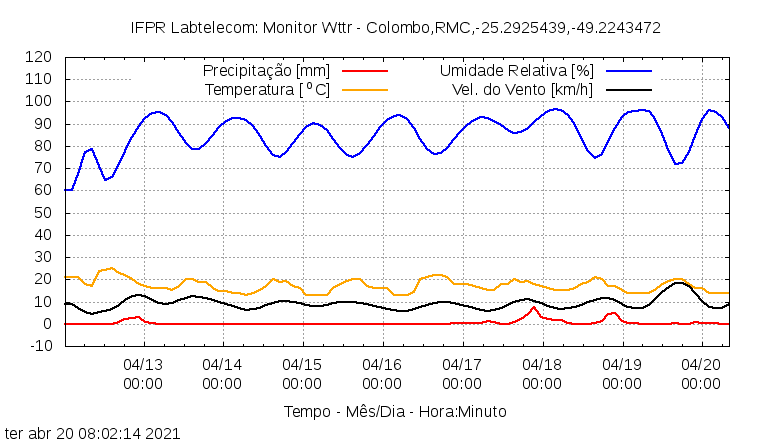 IFPR Labtelecom: Monitor Wttr - Colombo,RMC,-25.2925439,-49.2243472
Precipitação [mm] Umidade Relativa [%]
Temperatura [ ⁰C] Vel. do Vento [km/h]
120
110
100
90
80
70
60
50
40
30
20
10
0
-10
04/13 04/14 04/15 04/16 04/17 04/18 04/19 04/20
00:00 00:00 00:00 00:00 00:00 00:00 00:00 00:00
Tempo - Mês/Dia - Hora:Minuto
ter abr 20 08:02:14 2021